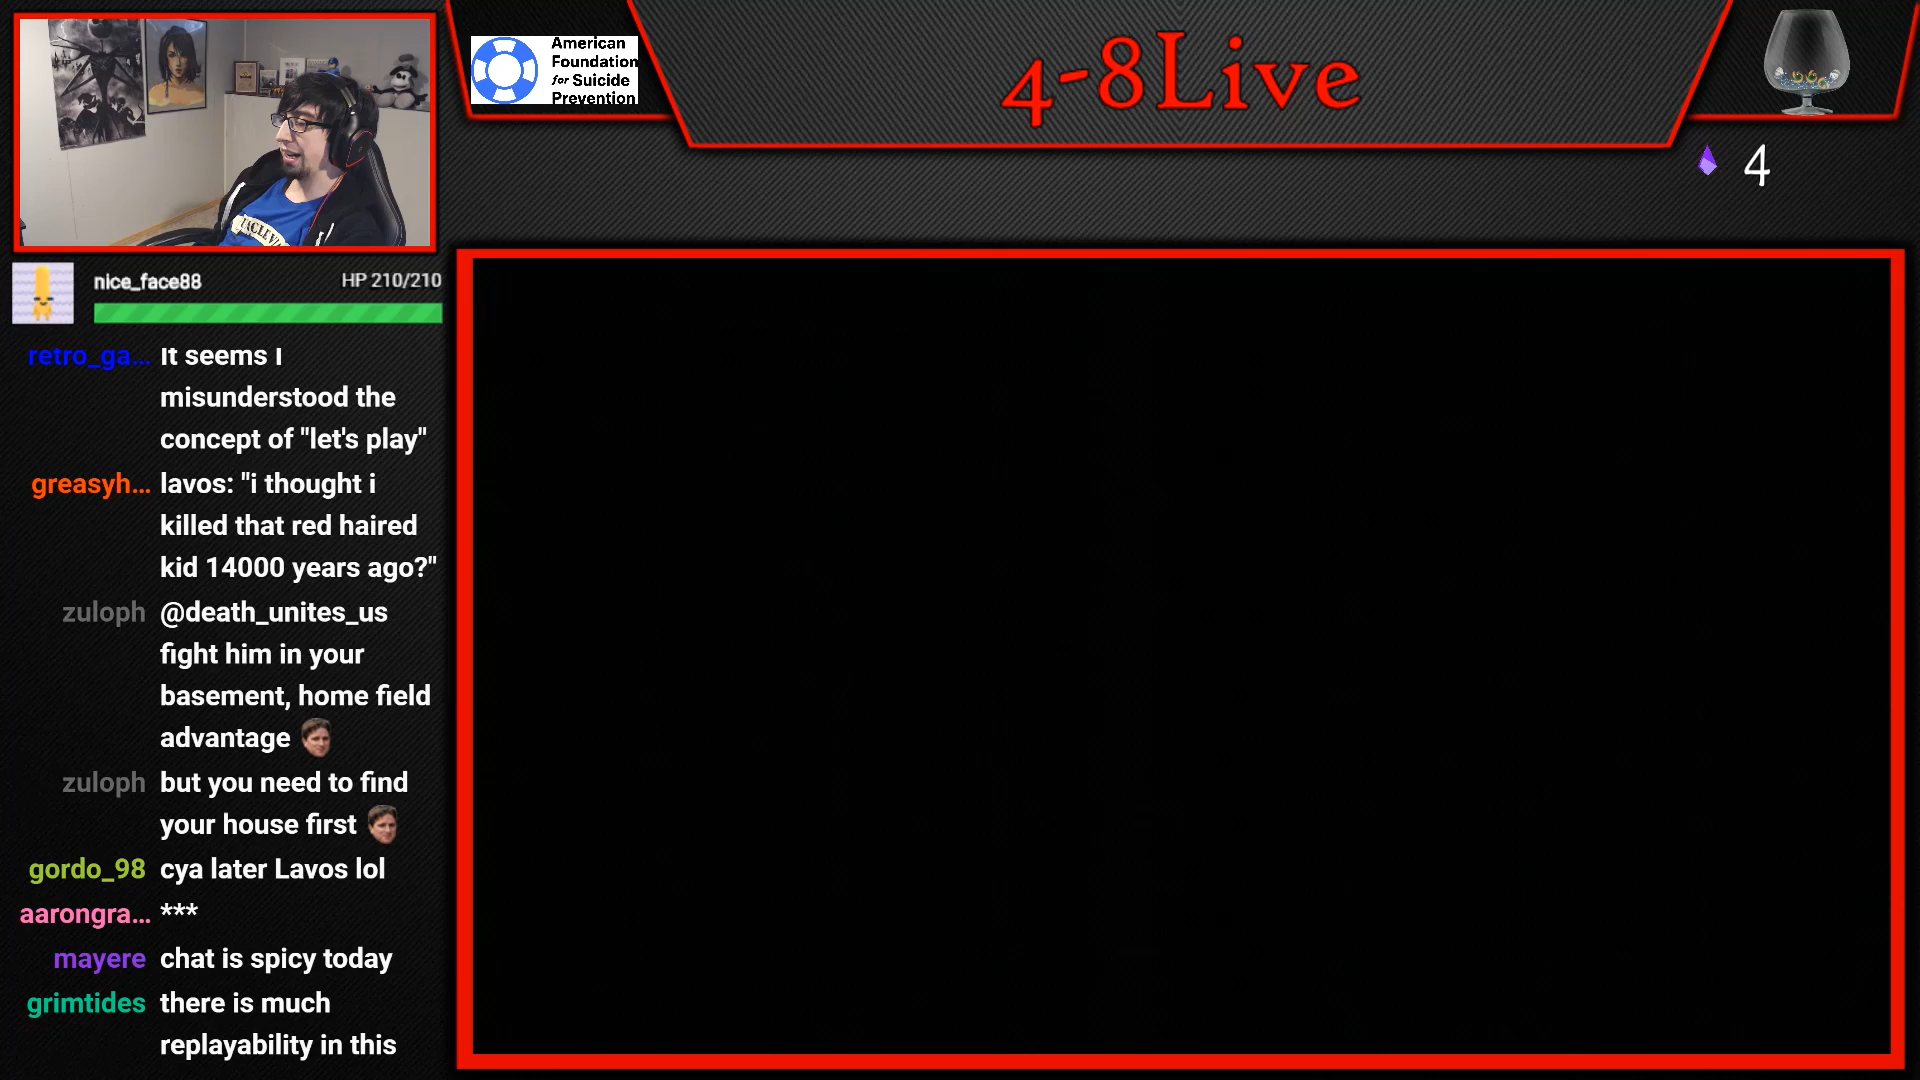 American
Foundation
for Suicide
Prevention
4-8Live
4
nice_face88 HP 210/210
retro_ga... It seems I
misunderstood the
concept of "let's play"
greasyh... lavos: "i thought i
killed that red haired
kid 14000 years ago?"
zuloph @death_unites_us
fight him in your
basement, home field
advantage
zuloph but you need to find
your house first
gordo_98 cya later Lavos lol
aarongra... ***
mayere chat is spicy today
grimtides there is much
replayability in this